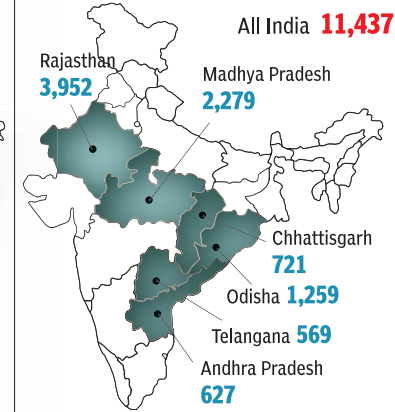 All India 11,437
Rajasthan
3,952
Madhya Pradesh
2,279
Chhattisgarh
721
Odisha 1,259
Telangana 569
Andhra Pradesh
627